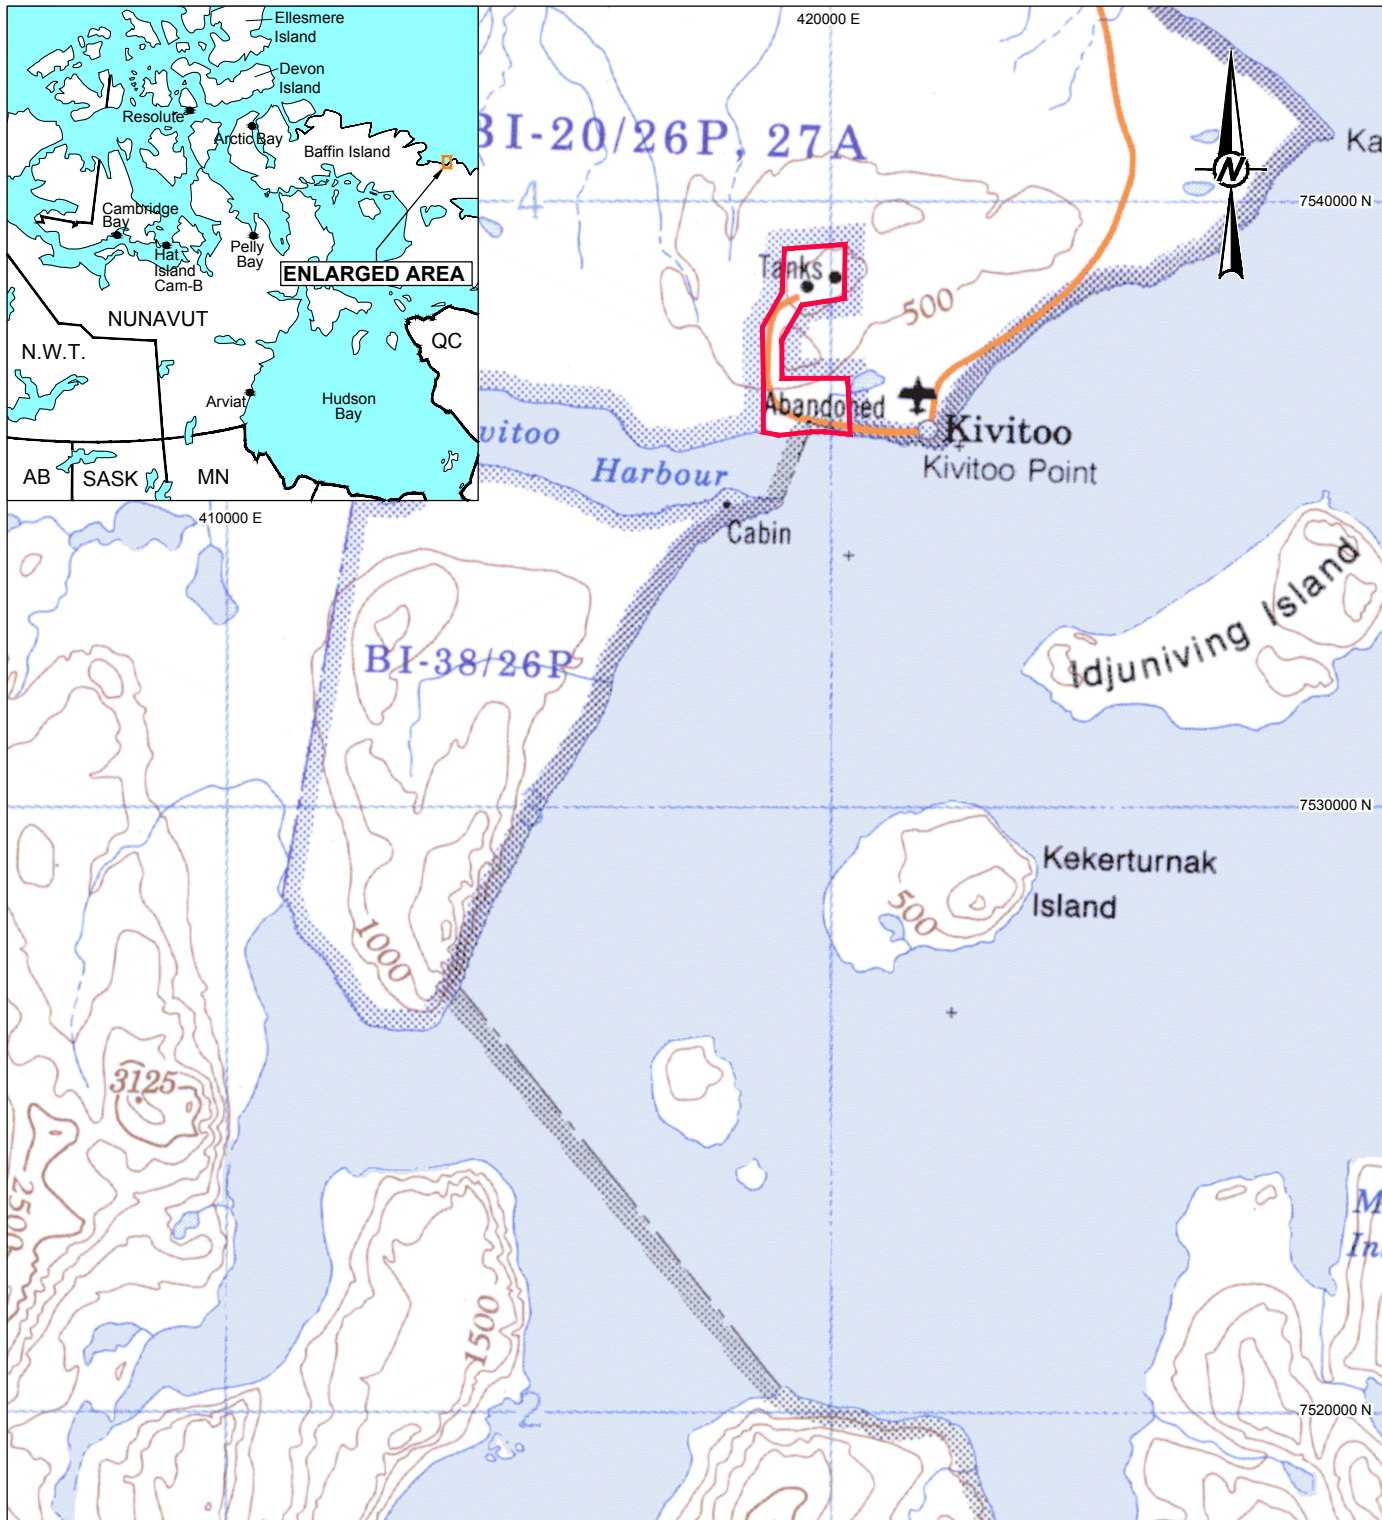 Ellesmere
Island
Devon
Island
Resolute
Arctic Bay
Baffin Island
Cambridge
Bay
Hat
Island
Cam-B
Pelly
Bay
ENLARGED AREA
NUNAVUT
N.W.T.
QC
Arviat
Hudson
Bay
AB
SASK
MN
420000 E
BI-20/26P, 27A
N
Ka
4
7540000 N
Tanks
500
Abandoned
Kivitoo
Kivitoo Point
vitoo
Harbour
Cabin
410000 E
Idjuniving Island
BI-38/26P
7530000 N
Kekerturnak
Island
500
1000
3125
2500
1500
M
In
7520000 N
2